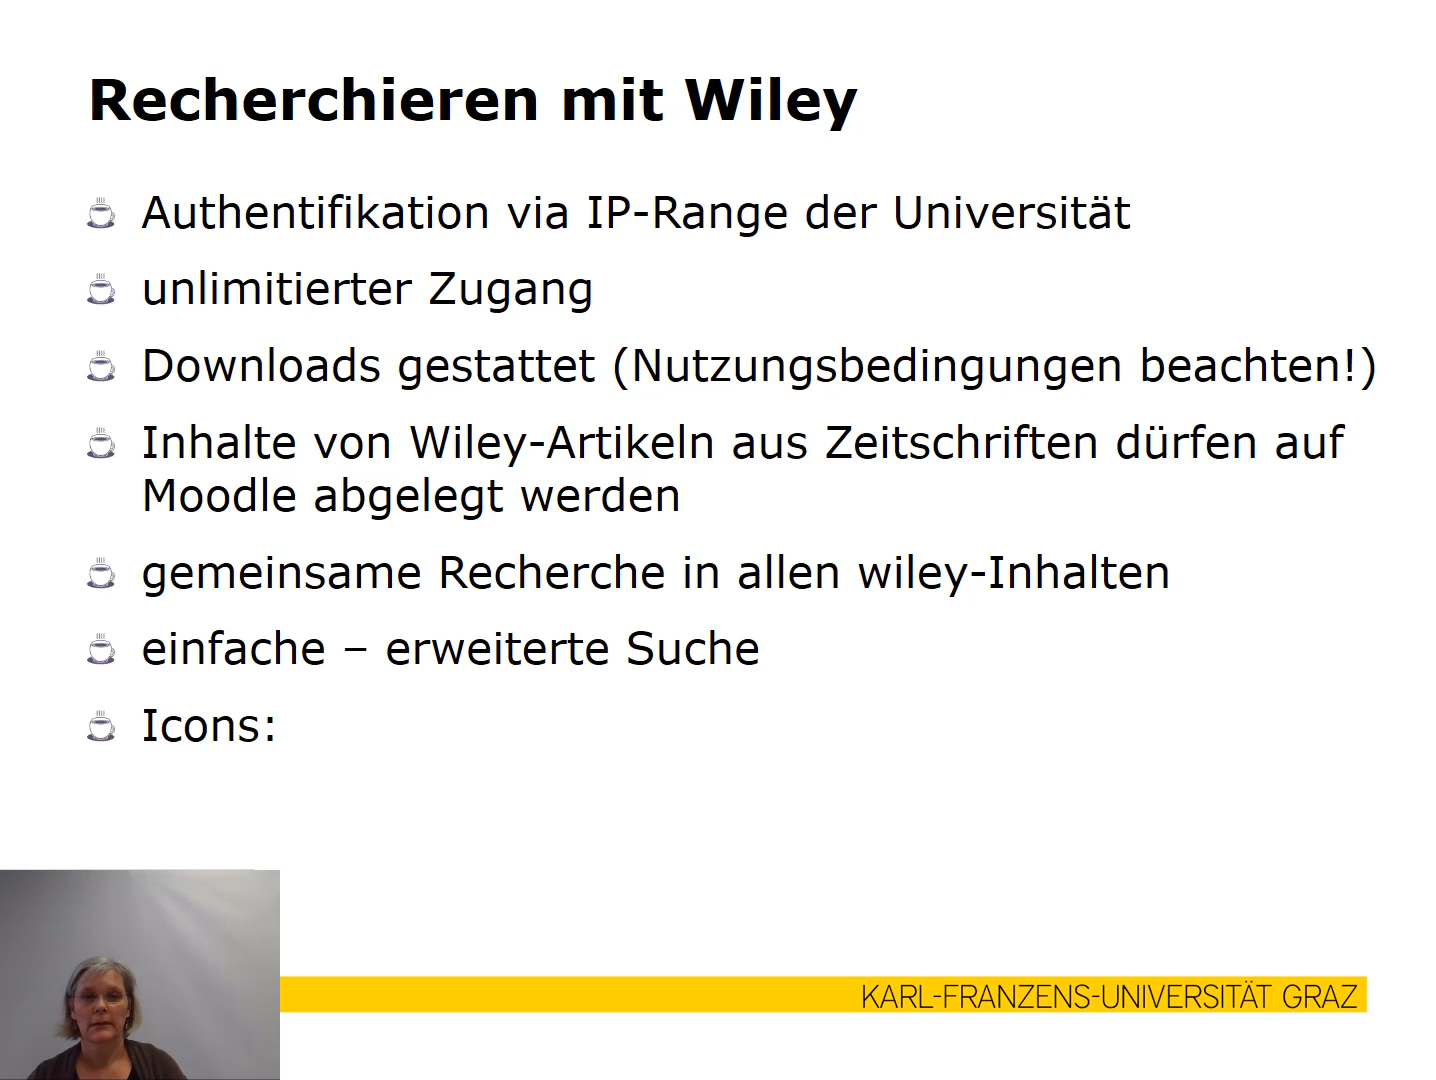 Recherchieren mit Wiley
Authentifikation via IP-Range der Universität
unlimitierter Zugang
Downloads gestattet (Nutzungsbedingungen beachten!)
Inhalte von Wiley-Artikeln aus Zeitschriften dürfen auf
Moodle abgelegt werden
gemeinsame Recherche in allen wiley-Inhalten
einfache – erweiterte Suche
Icons:
KARL-FRANZENS-UNIVERSITÄT GRAZ